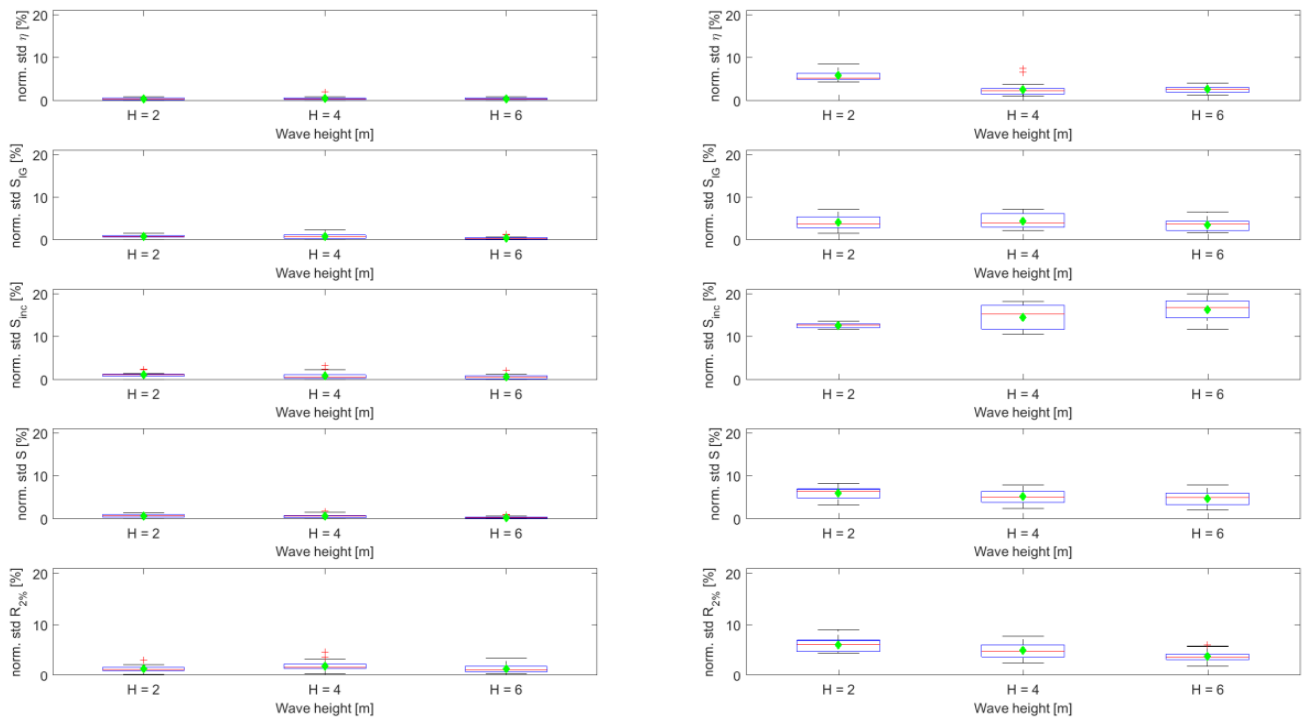 norm. std η [%]
20
10
0
H = 2
H = 4
H = 6
Wave height [m]
norm. std η [%]
20
10
0
H = 2
H = 4
H = 6
Wave height [m]
norm. std S_IG [%]
20
10
0
H = 2
H = 4
H = 6
Wave height [m]
norm. std S_IG [%]
20
10
0
H = 2
H = 4
H = 6
Wave height [m]
norm. std S_inc [%]
20
10
0
H = 2
H = 4
H = 6
Wave height [m]
norm. std S_inc [%]
20
10
0
H = 2
H = 4
H = 6
Wave height [m]
norm. std S [%]
20
10
0
H = 2
H = 4
H = 6
Wave height [m]
norm. std S [%]
20
10
0
H = 2
H = 4
H = 6
Wave height [m]
norm. std R_2% [%]
20
10
0
H = 2
H = 4
H = 6
Wave height [m]
norm. std R_2% [%]
20
10
0
H = 2
H = 4
H = 6
Wave height [m]